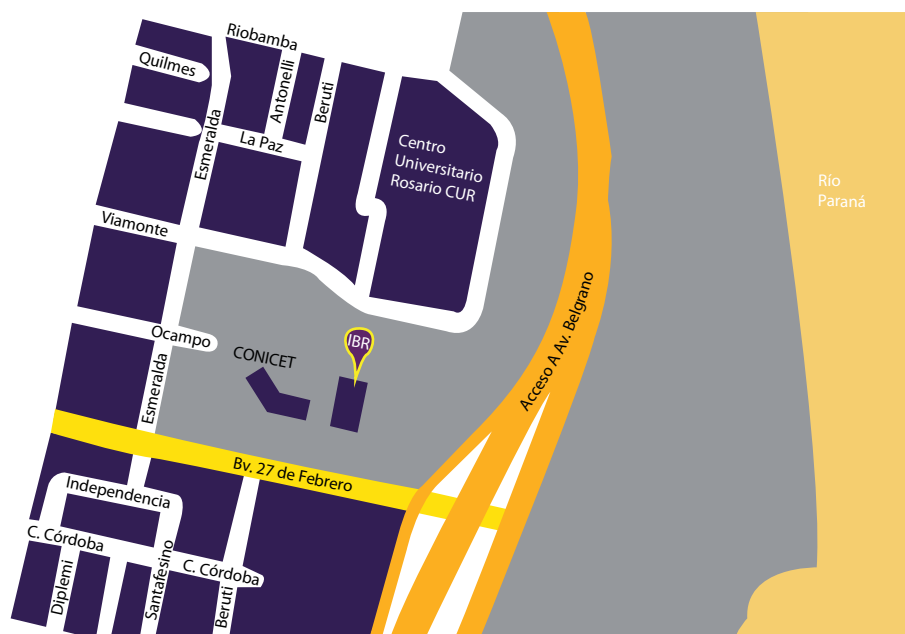 Riobamba
Quilmes
Antonelli
Beruti
Esmeralda
La Paz
Centro
Universitario
Rosario CUR
Río
Paraná
Viamonte
Ocampo
CONICET
IBR
Esmeralda
Acceso A Av. Belgrano
Bv. 27 de Febrero
Independencia
C. Córdoba
C. Córdoba
Diplemi
Santafesino
Beruti